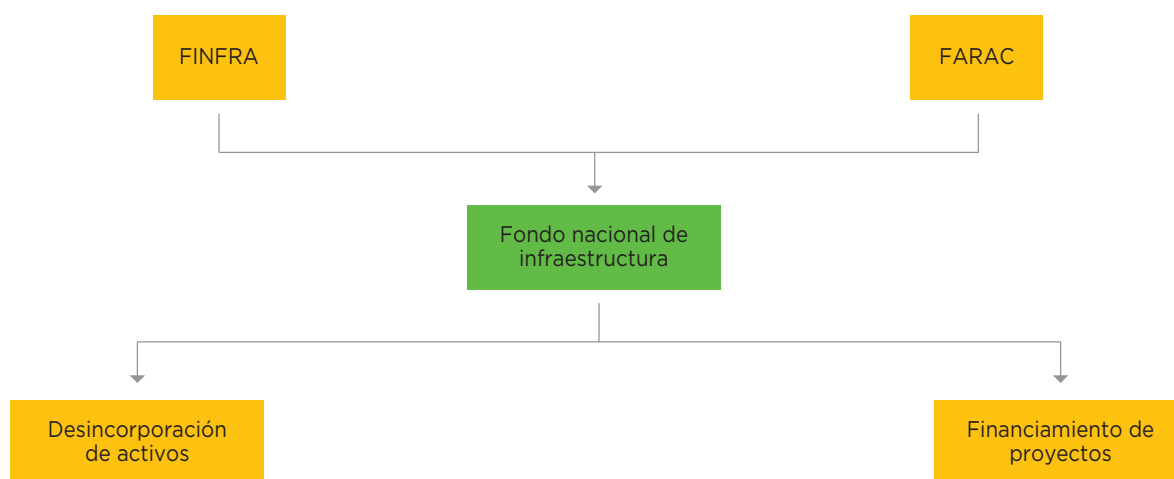 FINFRA
FARAC
Fondo nacional de
infraestructura
Desincorporación
de activos
Financiamiento de
proyectos